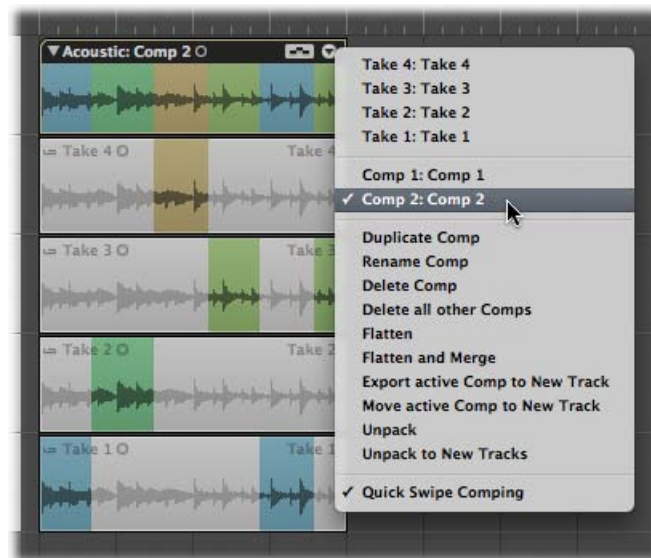 Acoustic: Comp 2
Take 4: Take 4
Take 3: Take 3
Take 2: Take 2
Take 1: Take 1
Comp 1: Comp 1
✓ Comp 2: Comp 2
Duplicate Comp
Rename Comp
Delete Comp
Delete all other Comps
Flatten
Flatten and Merge
Export active Comp to New Track
Move active Comp to New Track
Unpack
Unpack to New Tracks
✓ Quick Swipe Comping
Take 4 Take 4
Take 3 Take 3
Take 2 Take 2
Take 1 Take 1